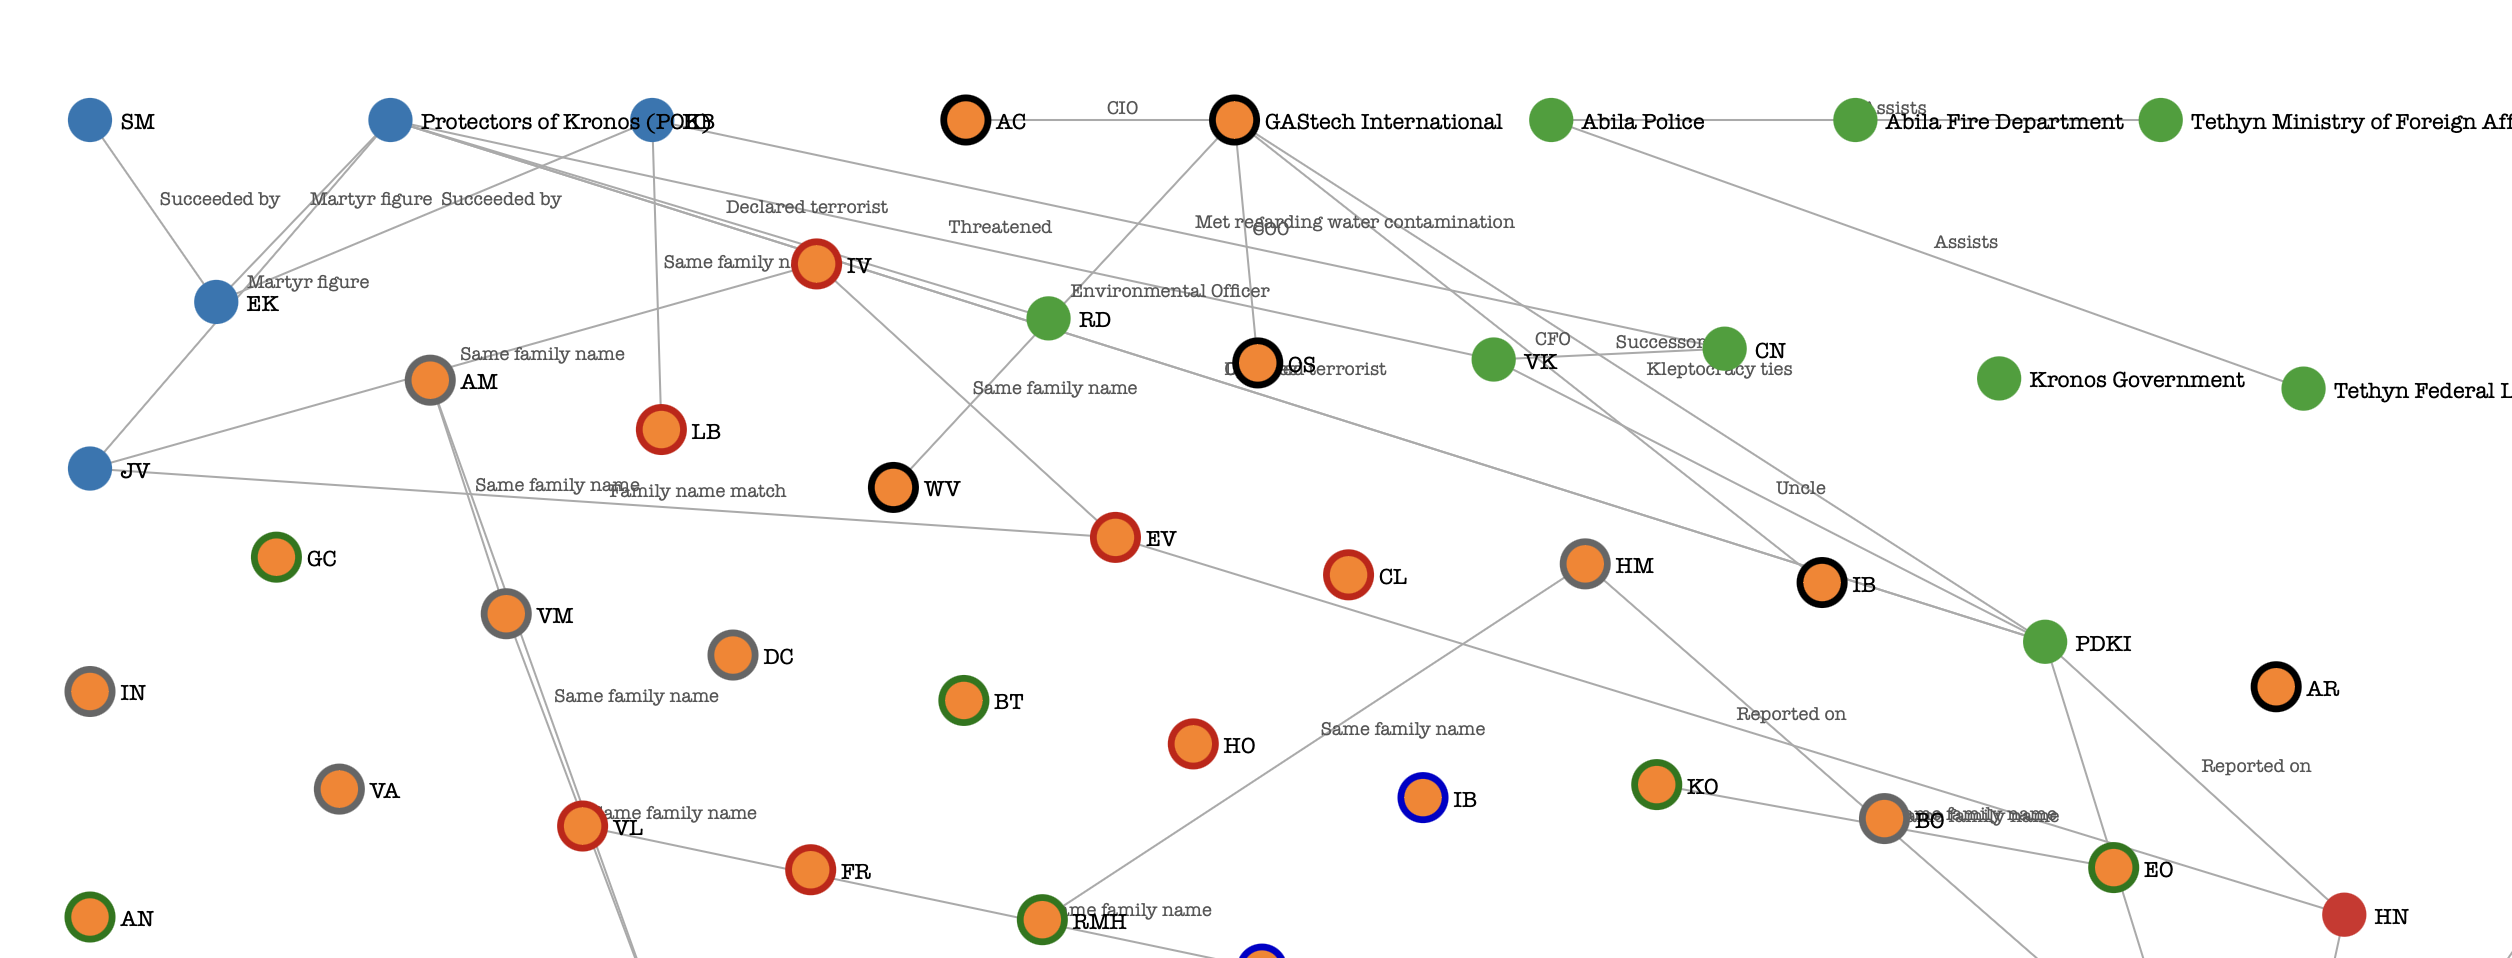 CIO
Assists
SM
Protectors of Kronos (POK)
HB
AC
GAStech International
Abila Police
Abila Fire Department
Tethyn Ministry of Foreign Aff
Succeeded by
Martyr figure
Succeeded by
Declared terrorist
Threatened
Met regarding water contamination
COO
Assists
Same family n
IV
Martyr figure
EK
Environmental Officer
RD
CFO
Successor
VK
CN
Same family name
AM
OS
terrorist
Kleptocracy ties
Kronos Government
Tethyn Federal L
Same family name
LB
JV
Same family name
Family name match
WV
Uncle
EV
GC
CL
HM
IB
VM
DC
PDKI
IN
Same family name
BT
AR
Reported on
Same family name
HO
Reported on
VA
IB
KO
Same family name
VL
BO
ame family name
FR
EO
AN
me family name
RMH
HN